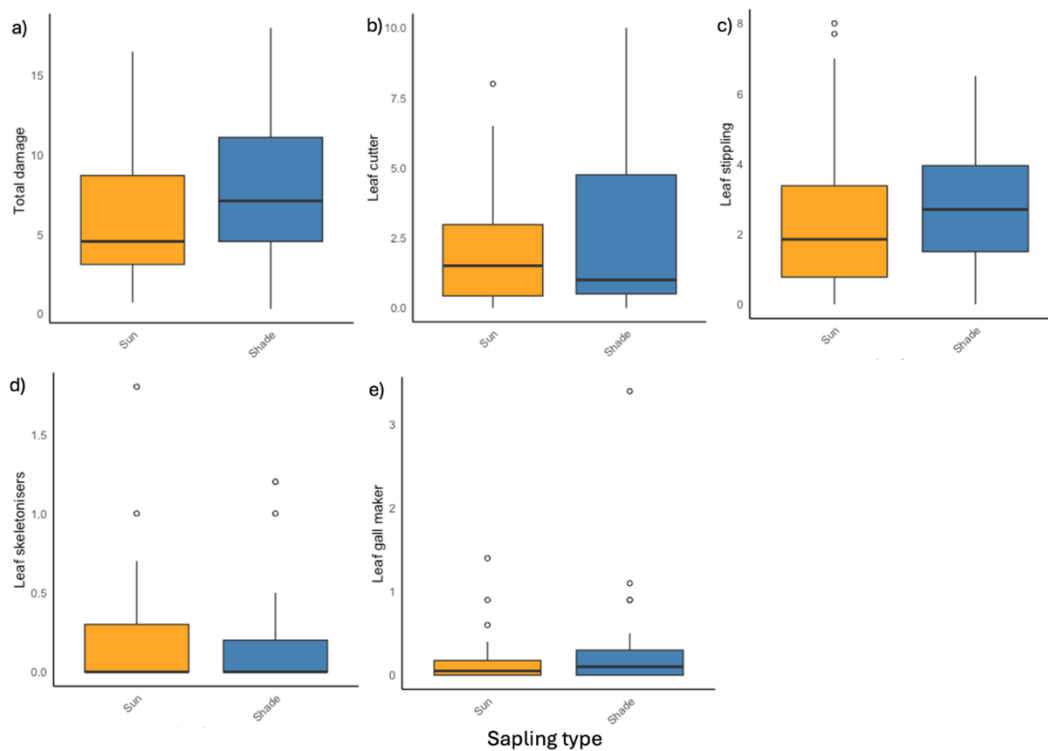 a)
Total damage
15
10
5
0
Sun
Shade
b)
Leaf cutter
10.0
7.5
5.0
2.5
0.0
Sun
Shade
c)
Leaf stippling
8
6
4
2
0
Sun
Shade
d)
Leaf skeletonisers
1.5
1.0
0.5
0.0
Sun
Shade
e)
Leaf gall maker
3
2
1
0
Sun
Shade
Sapling type